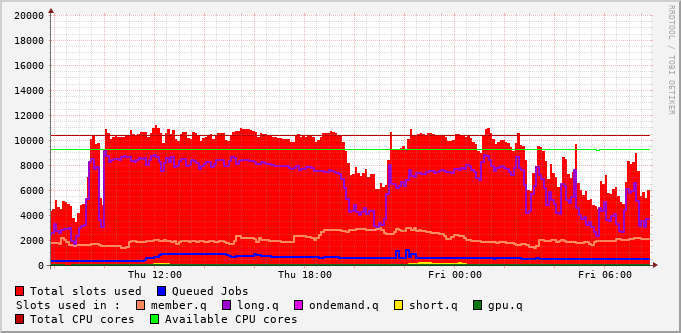 20000
18000
16000
14000
12000
10000
8000
6000
4000
2000
0
Thu 12:00 Thu 18:00 Fri 00:00 Fri 06:00
RRDTOOL / TOBI OETIKER
Total slots used Queued Jobs
Slots used in : member.q long.q ondemand.q short.q gpu.q
Total CPU cores Available CPU cores